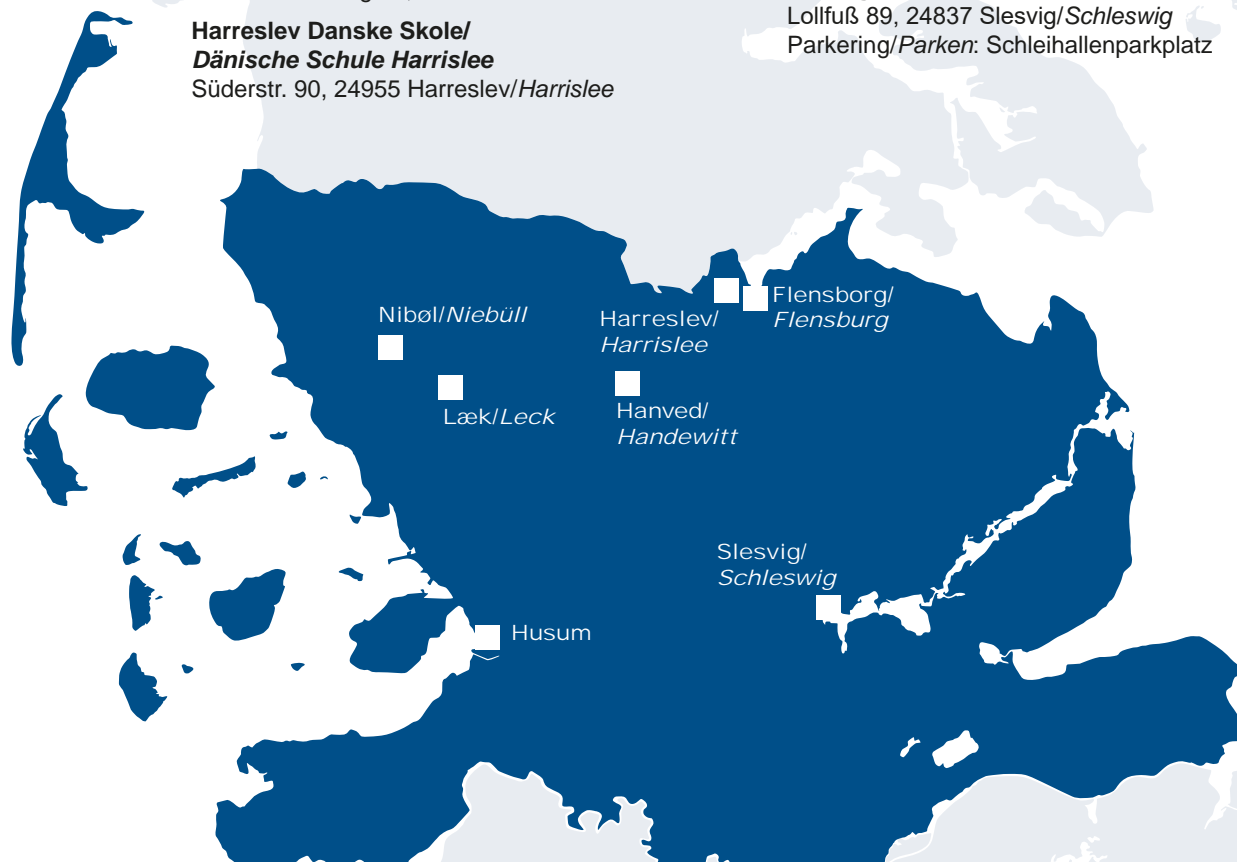 Harreslev Danske Skole/
Dänische Schule Harrislee
Süderstr. 90, 24955 Harreslev/Harrislee
Lollfuß 89, 24837 Slesvig/Schleswig
Parkering/Parken: Schleihallenparkplatz
Nibøl/Niebüll
Læk/Leck
Harreslev/
Harrislee
Flensborg/
Flensburg
Hanved/
Handewitt
Slesvig/
Schleswig
Husum